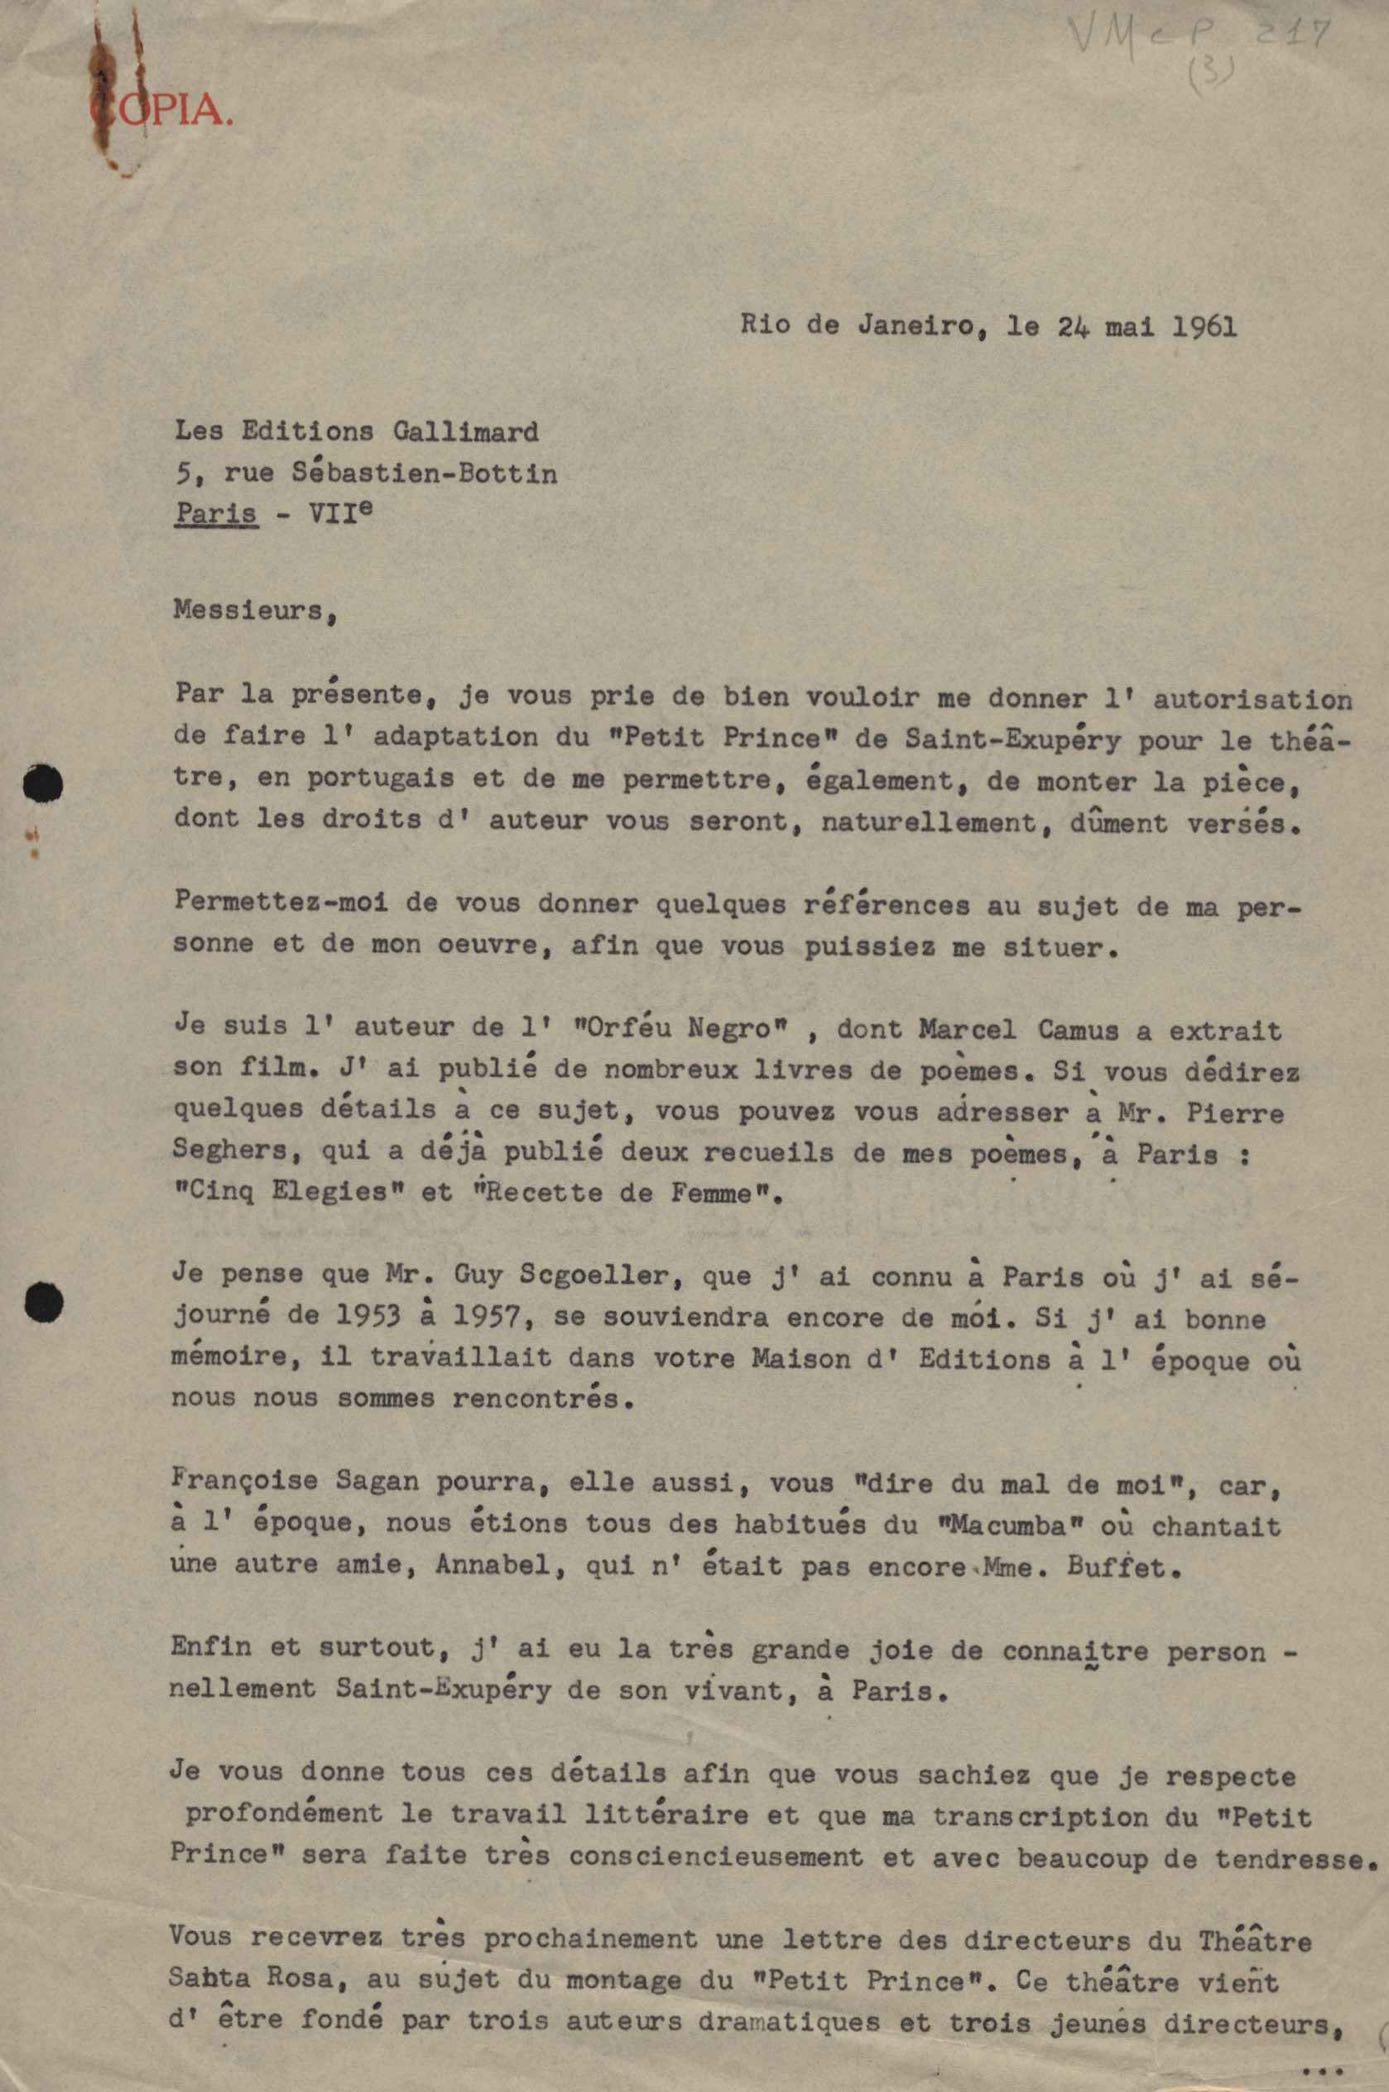 VMcP 217
(3)
COPIA.
Rio de Janeiro, le 24 mai 1961
Les Editions Gallimard
5, rue Sébastien-Bottin
Paris - VIIe
Messieurs,
Par la présente, je vous prie de bien vouloir me donner l' autorisation
de faire l' adaptation du "Petit Prince" de Saint-Exupéry pour le théâ-
tre, en portugais et de me permettre, également, de monter la pièce,
dont les droits d' auteur vous seront, naturellement, dûment versés.
Permettez-moi de vous donner quelques références au sujet de ma per-
sonne et de mon oeuvre, afin que vous puissiez me situer.
Je suis l' auteur de l' "Orféu Negro" , dont Marcel Camus a extrait
son film. J' ai publié de nombreux livres de poèmes. Si vous dédirez
quelques détails à ce sujet, vous pouvez vous adresser à Mr. Pierre
Seghers, qui a déjà publié deux recueils de mes poèmes, à Paris :
"Cinq Elegies" et "Recette de Femme".
Je pense que Mr. Guy Scgoeller, que j' ai connu à Paris où j' ai sé-
journé de 1953 à 1957, se souviendra encore de moi. Si j' ai bonne
mémoire, il travaillait dans votre Maison d' Editions à l' époque où
nous nous sommes rencontrés.
Françoise Sagan pourra, elle aussi, vous "dire du mal de moi", car,
à l' époque, nous étions tous des habitués du "Macumba" où chantait
une autre amie, Annabel, qui n' était pas encore Mme. Buffet.
Enfin et surtout, j' ai eu la très grande joie de connaitre person -
nellement Saint-Exupéry de son vivant, à Paris.
Je vous donne tous ces détails afin que vous sachiez que je respecte
profondément le travail littéraire et que ma transcription du "Petit
Prince" sera faite très consciencieusement et avec beaucoup de tendresse.
Vous recevrez très prochainement une lettre des directeurs du Théâtre
Santa Rosa, au sujet du montage du "Petit Prince". Ce théâtre vient
d' être fondé par trois auteurs dramatiques et trois jeunes directeurs,
...